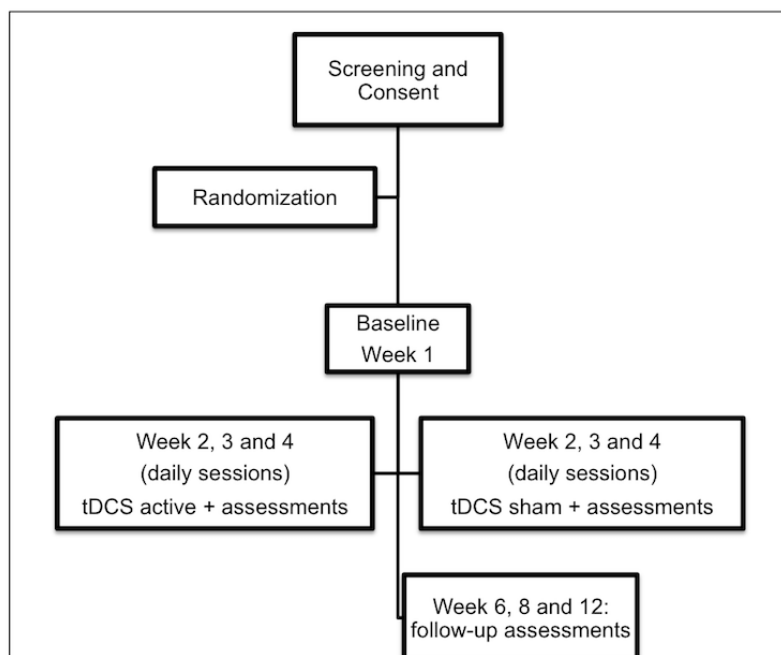 Screening and
Consent
Randomization
Baseline
Week 1
Week 2, 3 and 4
(daily sessions)
tDCS active + assessments
Week 2, 3 and 4
(daily sessions)
tDCS sham + assessments
Week 6, 8 and 12:
follow-up assessments